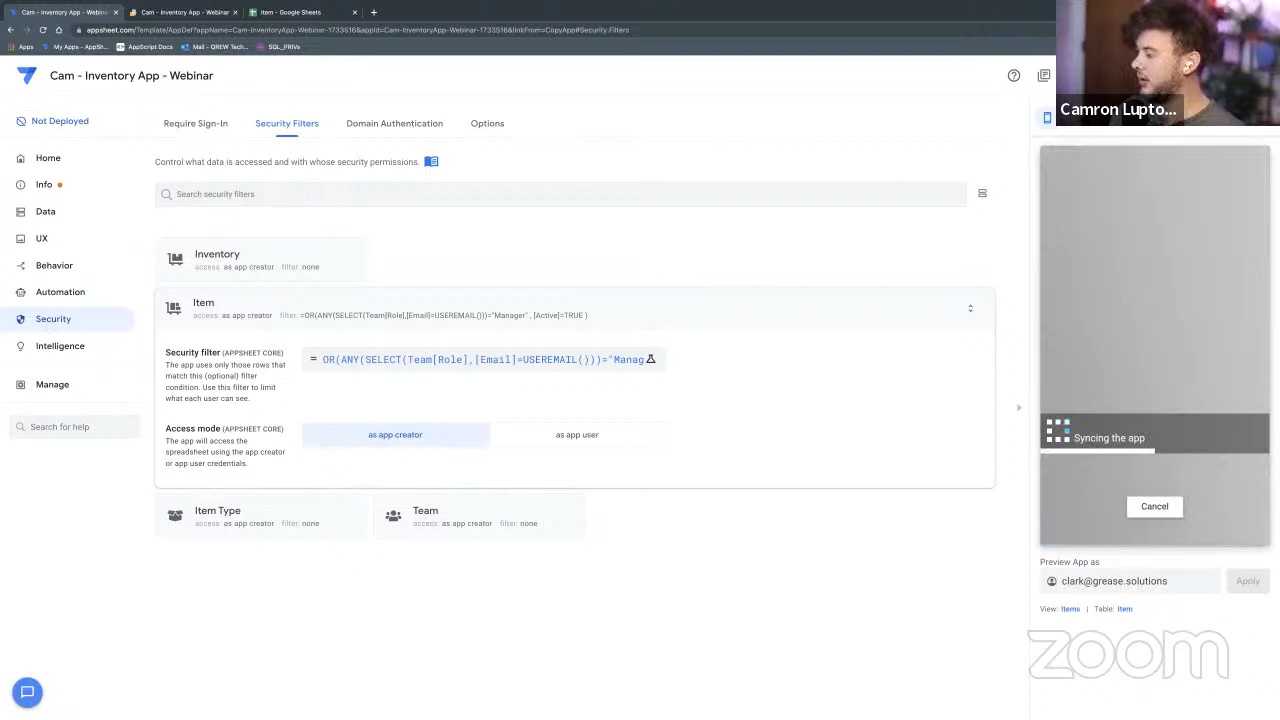 Cam - Inventory App - Webina
Cam - Inventory App - Webinar
Item - Google Sheets
appsheet.com/Template/AppDef?appName=Cam-InventoryApp-Webinar-1733516&appId=Cam-InventoryApp-Webinar-1733516&linkFrom=CopyApp#Security.Filters
Apps
My Apps - AppSh...
AppScript Docs
Mail - QREW Tech...
SQL_PRIVs
Cam - Inventory App - Webinar
Camron Lupto...
Not Deployed
Home
Info
Data
UX
Behavior
Automation
Security
Intelligence
Manage
Search for help
Require Sign-In
Security Filters
Domain Authentication
Options
Control what data is accessed and with whose security permissions.
Search security filters
Inventory
access: as app creator filter: none
Item
access: as app creator filter: =OR(ANY(SELECT(Team[Role],[Email]=USEREMAIL()))="Manager" , [Active]=TRUE )
Security filter (APPSHEET CORE)
The app uses only those rows that
match this (optional) filter
condition. Use this filter to limit
what each user can see.
= OR(ANY(SELECT(Team[Role],[Email]=USEREMAIL()))="Manag
Access mode (APPSHEET CORE)
The app will access the
spreadsheet using the app creator
or app user credentials.
as app creator
as app user
Item Type
access: as app creator filter: none
Team
access: as app creator filter: none
Syncing the app
Cancel
Preview App as
clark@grease.solutions
Apply
View: Items | Table: Item
zoom